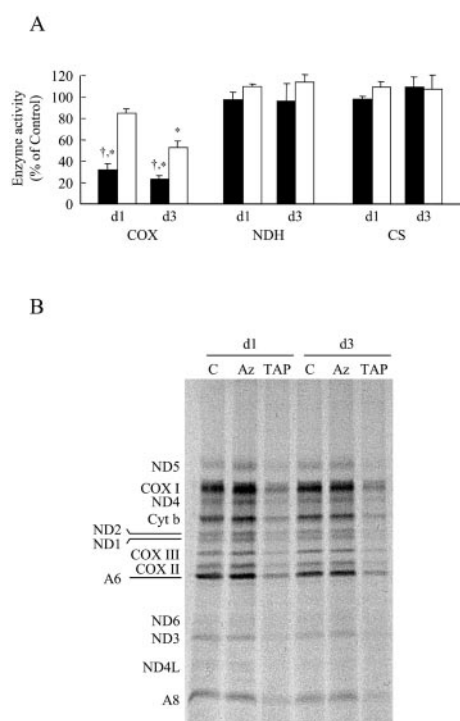 A
Enzyme activity
(% of Control)
120
100
80
60
40
20
0
†,*
†,*
*
d1 d3 d1 d3 d1 d3
COX NDH CS
B
d1 d3
C Az TAP C Az TAP
ND5
COX I
ND4
Cyt b
ND2
ND1
COX III
COX II
A6
ND6
ND3
ND4L
A8